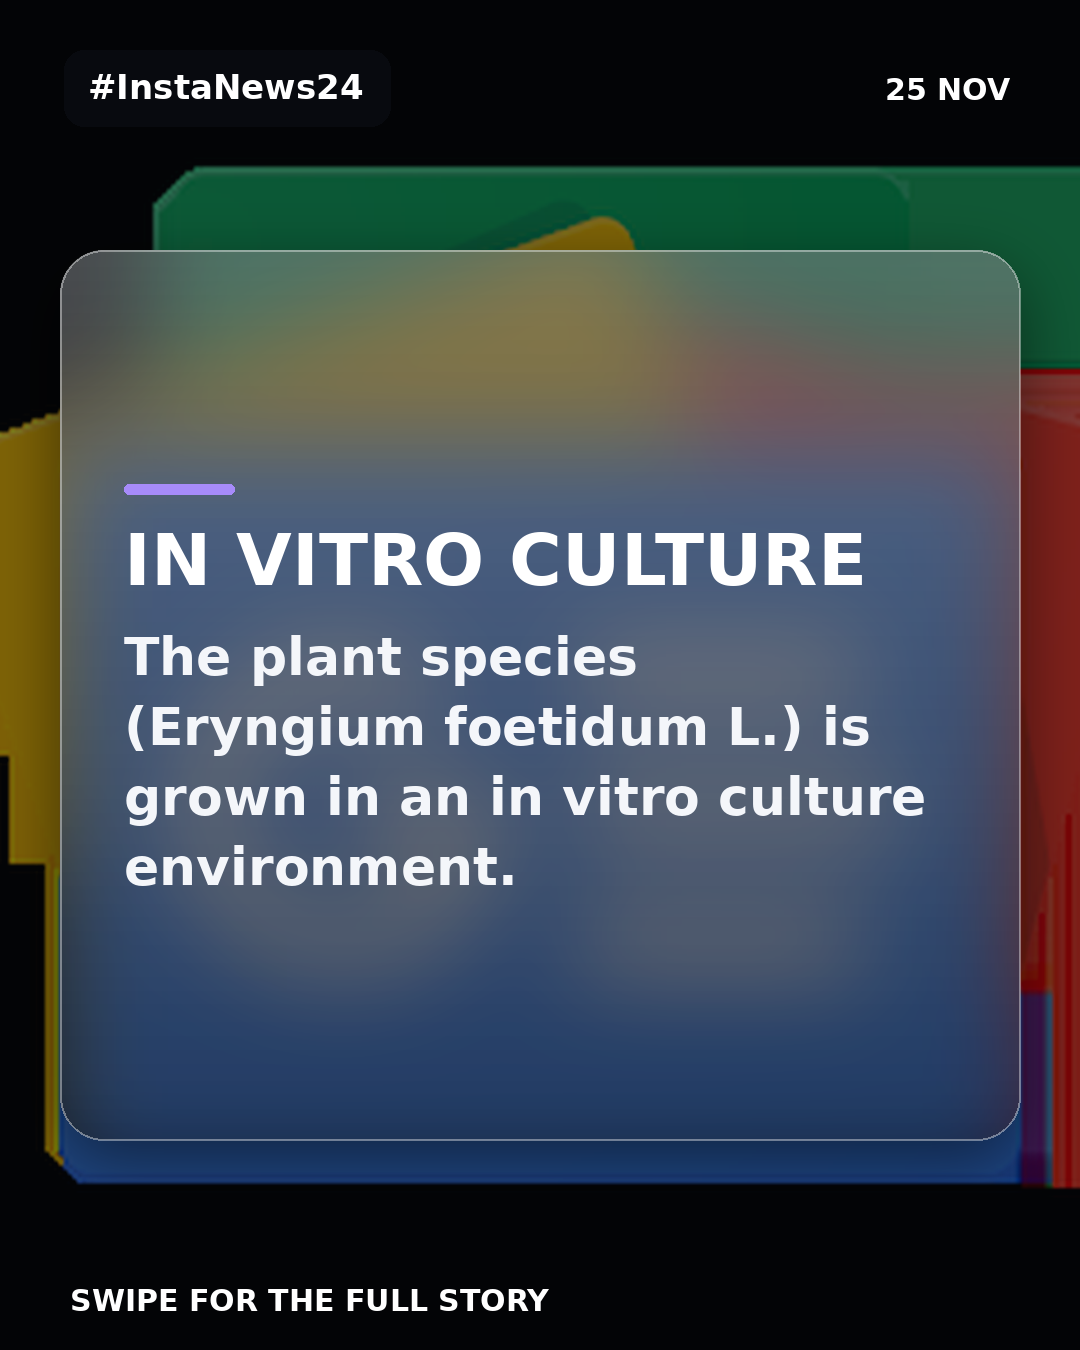 #InstaNews24
25 NOV
IN VITRO CULTURE
The plant species
(Eryngium foetidum L.) is
grown in an in vitro culture
environment.
SWIPE FOR THE FULL STORY